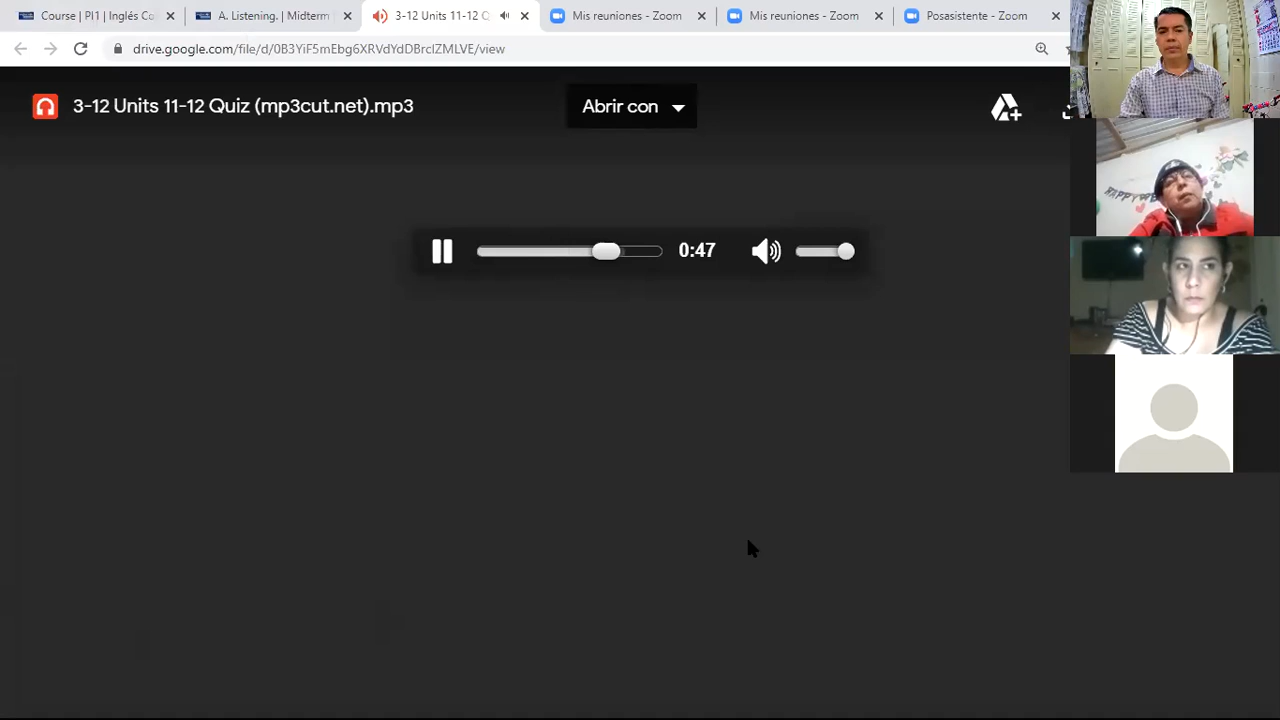 Course | PI1 | Inglés Co
A. Listening. | Midterm
3-12 Units 11-12 Q
Mis reuniones - Zoom
Mis reuniones - Zoom
Posasistente - Zoom
drive.google.com/file/d/0B3YiF5mEbg6XRVdYdDBrclZMLVE/view
3-12 Units 11-12 Quiz (mp3cut.net).mp3
Abrir con
0:47